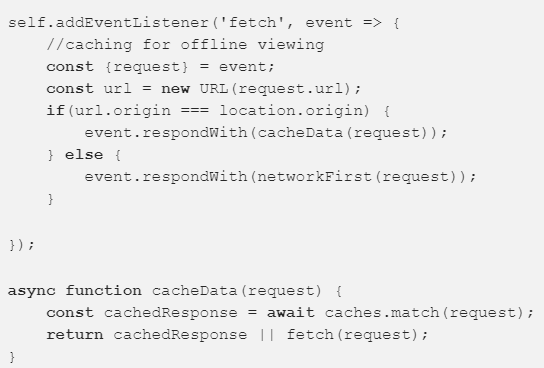 self.addEventListener('fetch', event => {
    //caching for offline viewing
    const {request} = event;
    const url = new URL(request.url);
    if(url.origin === location.origin) {
        event.respondWith(cacheData(request));
    } else {
        event.respondWith(networkFirst(request));
    }

});

async function cacheData(request) {
    const cachedResponse = await caches.match(request);
    return cachedResponse || fetch(request);
}